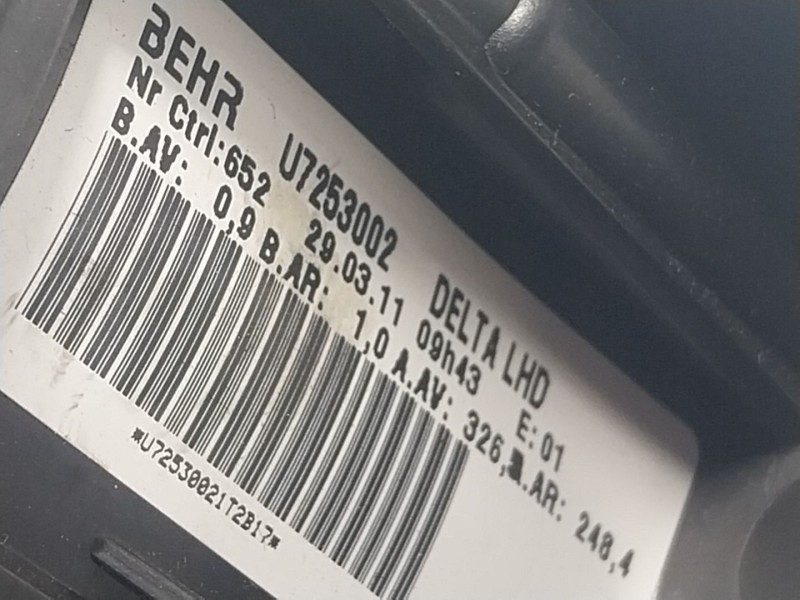 BEHR U7253002 DELTA LHD
Nr Ctrl:652 29.03.11 09h43 E:01
B.AV: 0,9 B.AR: 1,0 A.AV: 326, .AR: 248,4
*U72530021T2B17*